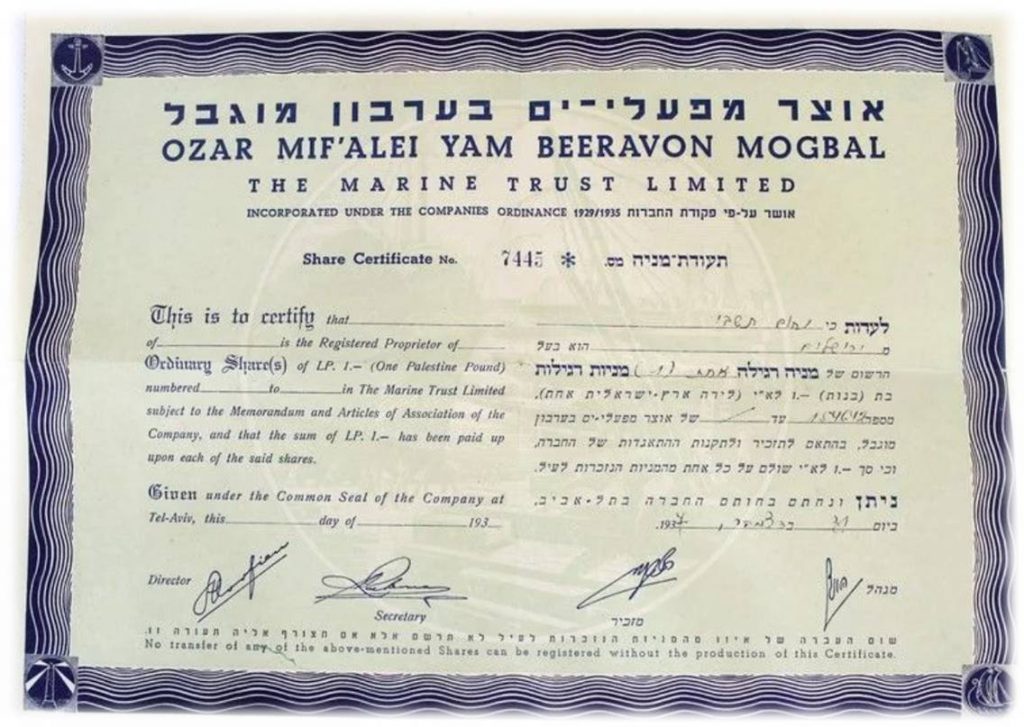 אוצר מפעלי־ים בערבון מוגבל
OZAR MIF'ALEI YAM BEERAVON MOGBAL
THE MARINE TRUST LIMITED
INCORPORATED UNDER THE COMPANIES ORDINANCE 1929/1935 אושר על־פי פקודת החברות
Share Certificate No. 7445 * תעודת־מניה מס.
This is to certify that
of is the Registered Proprietor of
Ordinary Share(s) of LP. 1.— (One Palestine Pound)
numbered to in The Marine Trust Limited
subject to the Memorandum and Articles of Association of the
Company, and that the sum of LP. 1.— has been paid up
upon each of the said shares.
Given under the Common Seal of the Company at
Tel-Aviv, this day of 193
לעדות כי נחום תשבי
מ ירושלים הוא בעל
הרשום של מניה רגילה אחת (1) מניות רגילות
בת (בנות) –.1 לא״י (לירה ארץ־ישראלית אחת),
מספר עד של אוצר מפעלי־ים בערבון
מוגבל, בהתאם לתזכיר ולתקנות ההתאגדות של החברה,
וכי סך –.1 לא״י שולם על כל אחת מהמניות הנזכרות לעיל.
ניתן ונחתם בחותם החברה בתל־אביב,
ביום 31 בדצמבר, 1937.
Director
Secretary
מזכיר
מנהל
שום העברה של איזו מהמניות הנזכרות לעיל לא תרשם אלא אם תצורף אליה תעודה זו.
No transfer of any of the above-mentioned Shares can be registered without the production of this Certificate.